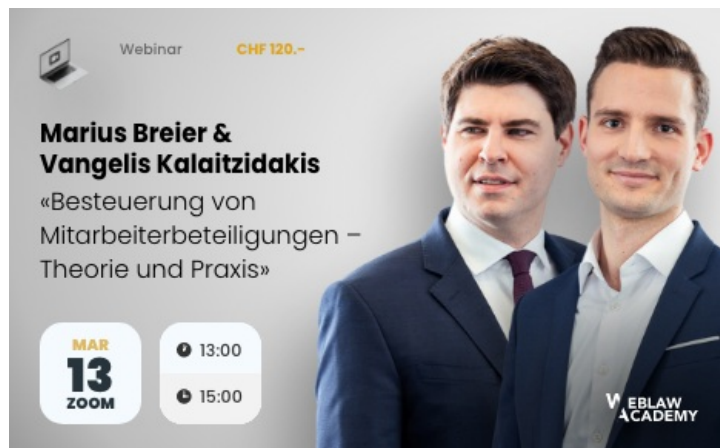 Webinar CHF 120.–
Marius Breier &
Vangelis Kalaitzidakis
«Besteuerung von
Mitarbeiterbeteiligungen –
Theorie und Praxis»
MAR
13
ZOOM
13:00
15:00
WEBLAW
ACADEMY